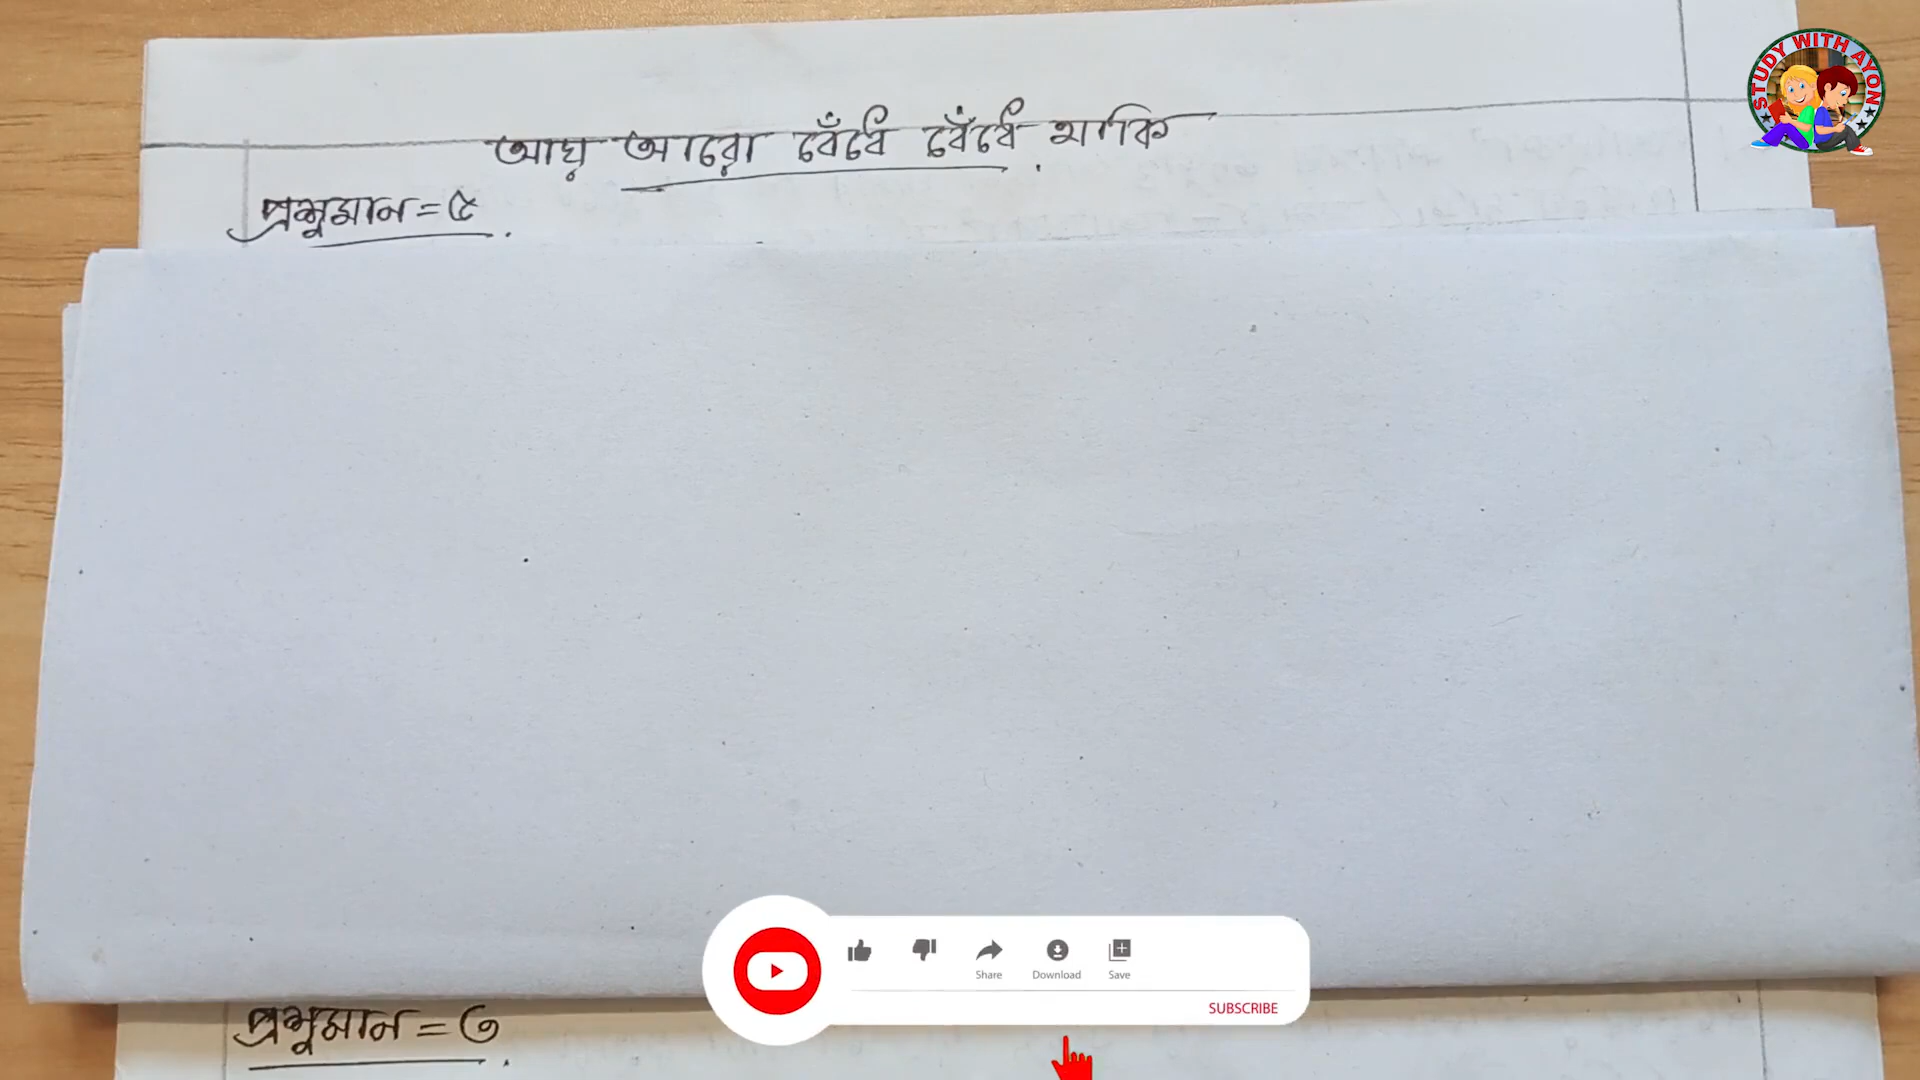 আয় আরো বেঁধে বেঁধে থাকি
প্রশ্নমান = ৫
STUDY WITH AYON
Share Download Save
SUBSCRIBE
প্রশ্নমান = ৩